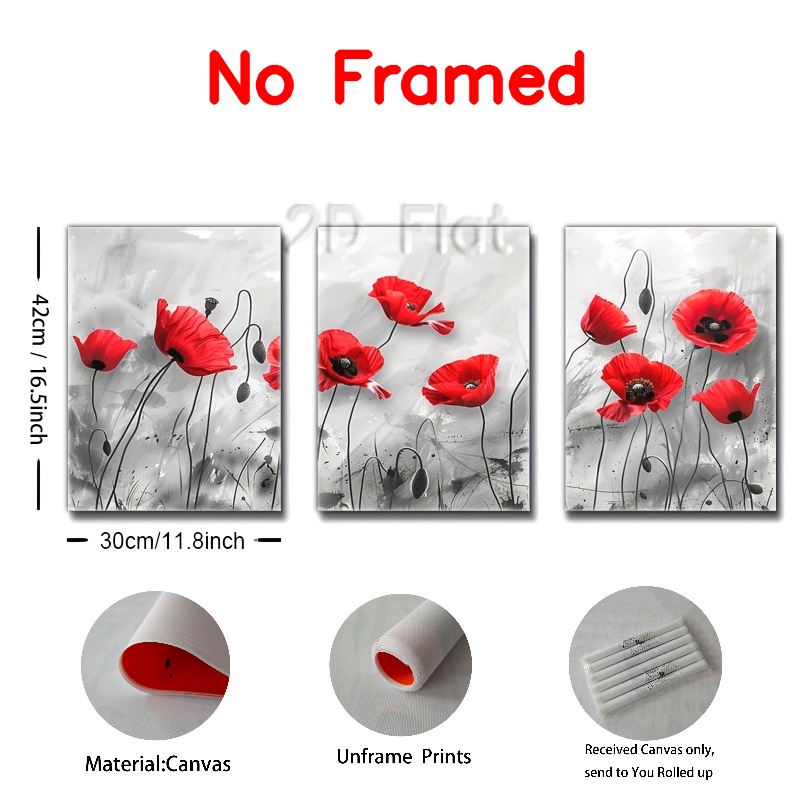 No Framed
2D Flat
42cm / 16.5inch
30cm/11.8inch
Material:Canvas
Unframe Prints
Received Canvas only,
send to You Rolled up